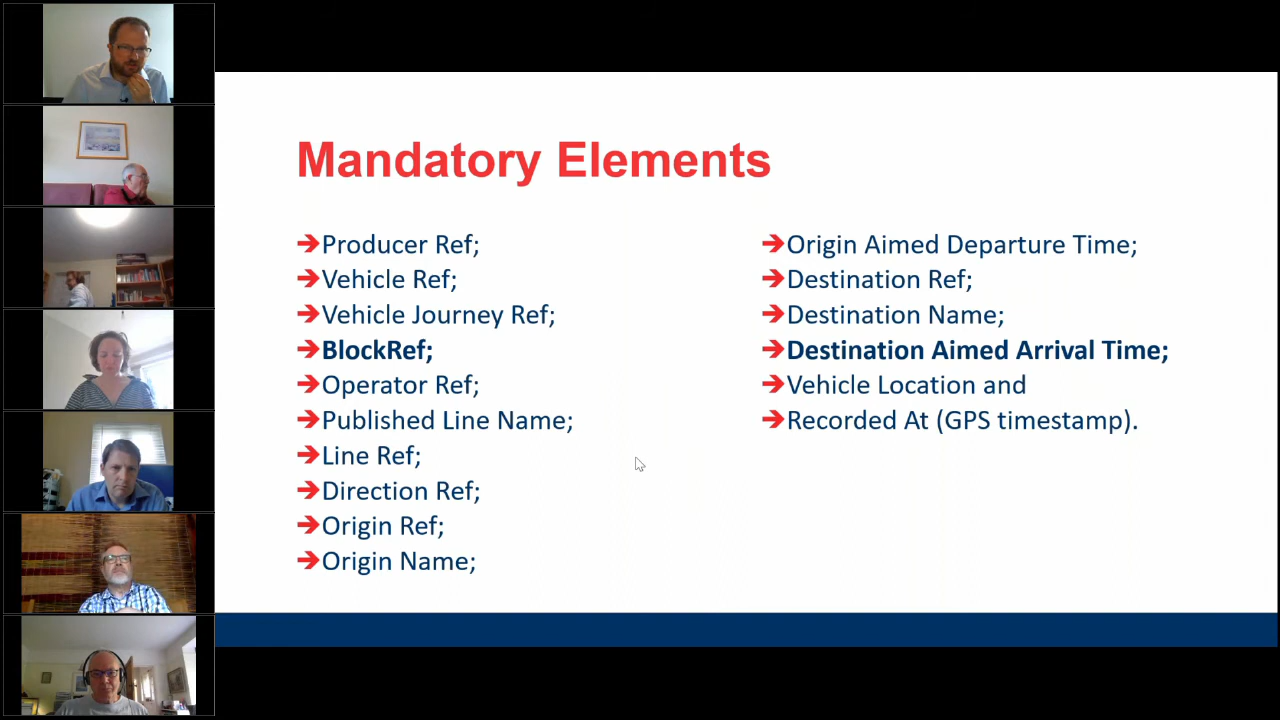 Mandatory Elements
➔Producer Ref;
➔Vehicle Ref;
➔Vehicle Journey Ref;
➔BlockRef;
➔Operator Ref;
➔Published Line Name;
➔Line Ref;
➔Direction Ref;
➔Origin Ref;
➔Origin Name;
➔Origin Aimed Departure Time;
➔Destination Ref;
➔Destination Name;
➔Destination Aimed Arrival Time;
➔Vehicle Location and
➔Recorded At (GPS timestamp).